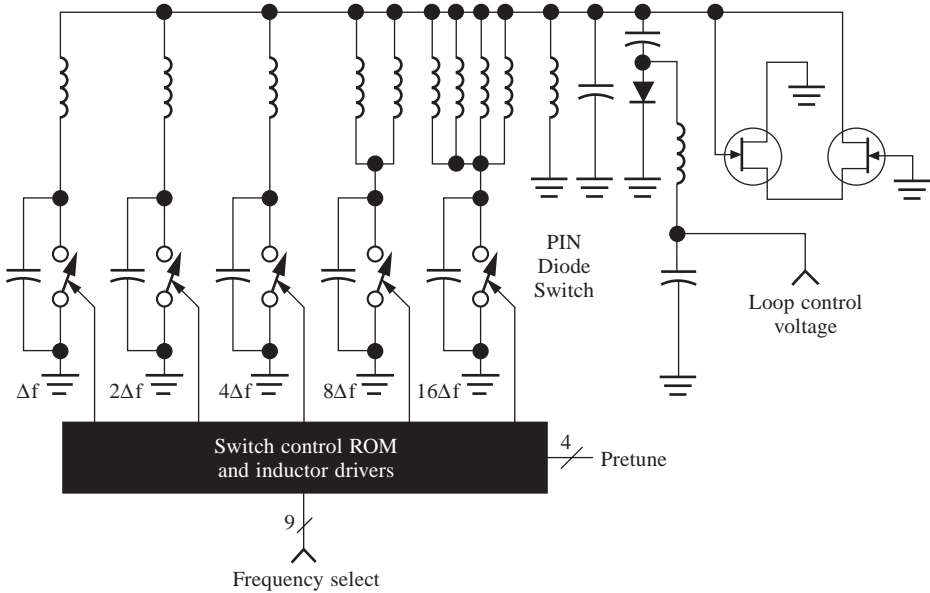 PIN
Diode
Switch
Loop control
voltage
Δf
2Δf
4Δf
8Δf
16Δf
Switch control ROM
and inductor drivers
4
Pretune
9
Frequency select